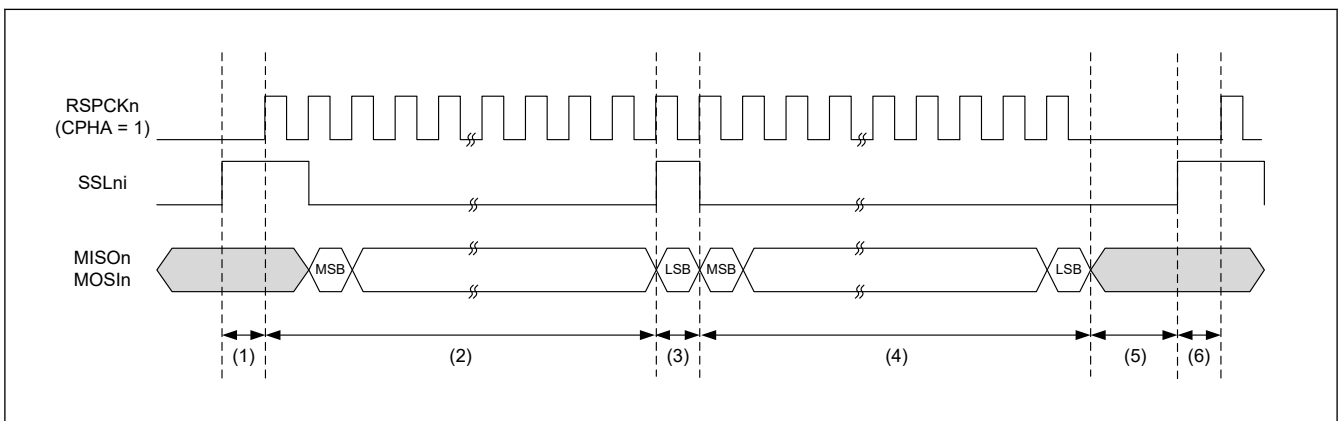 RSPCKn
(CPHA = 1)
SSLni
MISOn
MOSIn
MSB
LSB
MSB
LSB
(1)
(2)
(3)
(4)
(5)
(6)